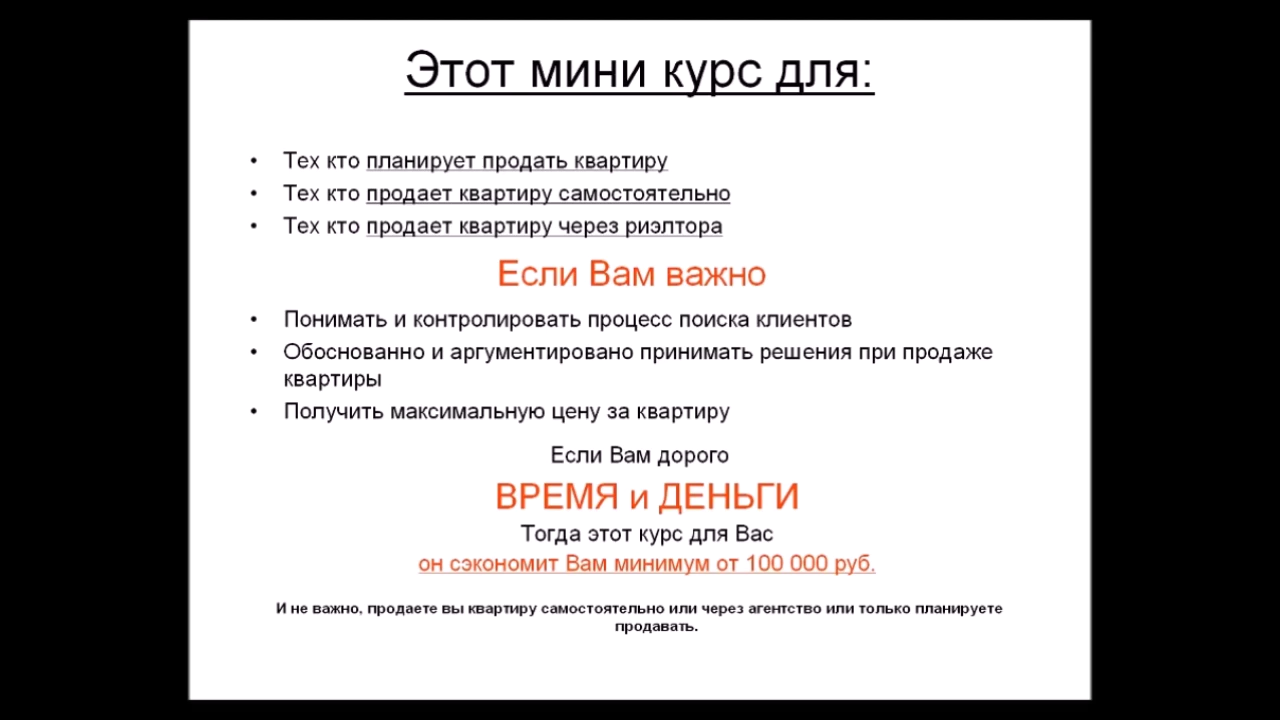 Этот мини курс для:
• Тех кто планирует продать квартиру
• Тех кто продает квартиру самостоятельно
• Тех кто продает квартиру через риэлтора
Если Вам важно
• Понимать и контролировать процесс поиска клиентов
• Обоснованно и аргументировано принимать решения при продаже
квартиры
• Получить максимальную цену за квартиру
Если Вам дорого
ВРЕМЯ и ДЕНЬГИ
Тогда этот курс для Вас
он сэкономит Вам минимум от 100 000 руб.
И не важно, продаете вы квартиру самостоятельно или через агентство или только планируете
продавать.